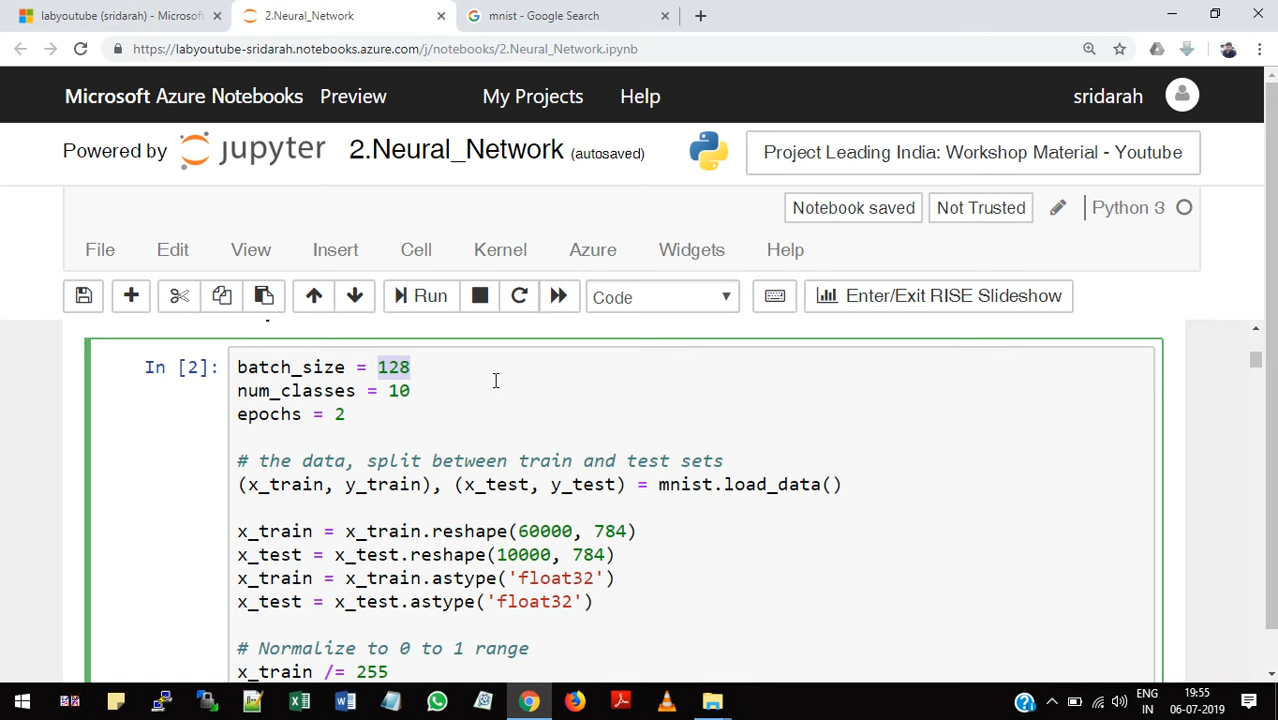 labyoutube (sridarah) - Microsoft
2.Neural_Network
mnist - Google Search
https://labyoutube-sridarah.notebooks.azure.com/j/notebooks/2.Neural_Network.ipynb
Microsoft Azure Notebooks Preview My Projects Help sridarah
Powered by jupyter 2.Neural_Network (autosaved) Project Leading India: Workshop Material - Youtube
Notebook saved Not Trusted Python 3
File Edit View Insert Cell Kernel Azure Widgets Help
Run Code Enter/Exit RISE Slideshow
In [2]: batch_size = 128
num_classes = 10
epochs = 2
# the data, split between train and test sets
(x_train, y_train), (x_test, y_test) = mnist.load_data()
x_train = x_train.reshape(60000, 784)
x_test = x_test.reshape(10000, 784)
x_train = x_train.astype('float32')
x_test = x_test.astype('float32')
# Normalize to 0 to 1 range
x_train /= 255
ENG 19:55
IN 06-07-2019